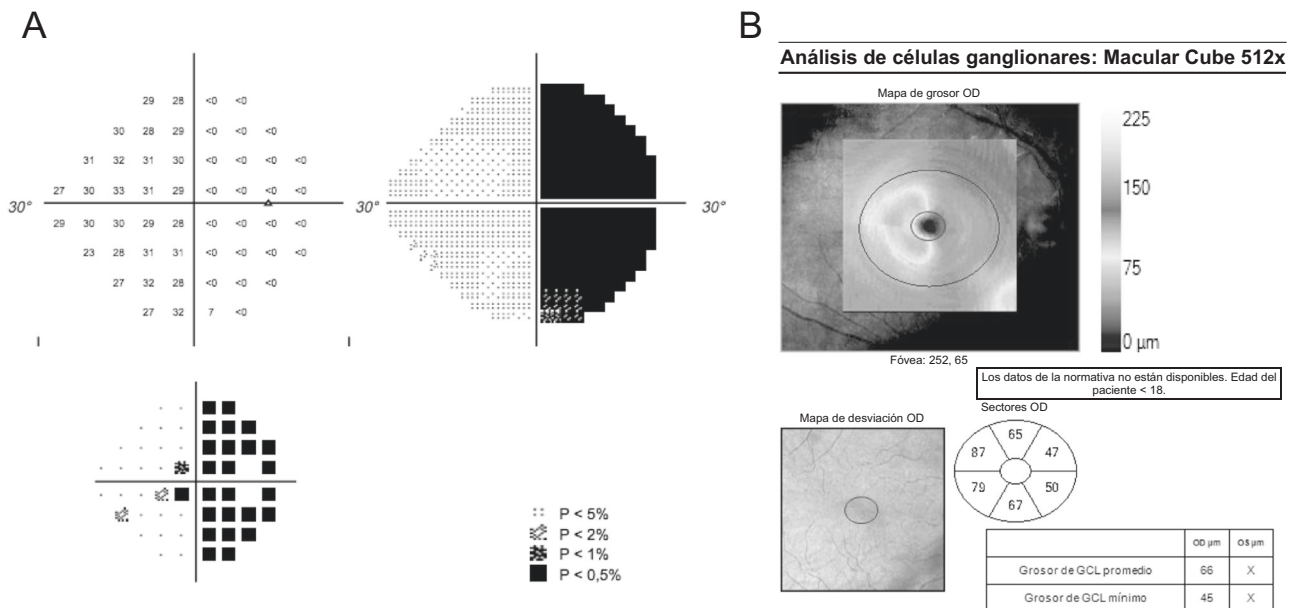 A
29 28 <0 <0
30 28 29 <0 <0 <0
31 32 31 30 <0 <0 <0 <0
27 30 33 31 29 <0 <0 <0 <0
30° 30° 30°
29 30 30 29 28 <0 <0 <0 <0
23 28 31 31 <0 <0 <0 <0
27 32 28 <0 <0 <0
27 32 7 <0
P < 5%
P < 2%
P < 1%
P < 0,5%
B
Análisis de células ganglionares: Macular Cube 512x
Mapa de grosor OD
225
150
75
0 µm
Fóvea: 252, 65
Los datos de la normativa no están disponibles. Edad del
paciente < 18.
Mapa de desviación OD
Sectores OD
65
87 47
79 50
67
OD µm OS µm
Grosor de GCL promedio 66 X
Grosor de GCL mínimo 45 X